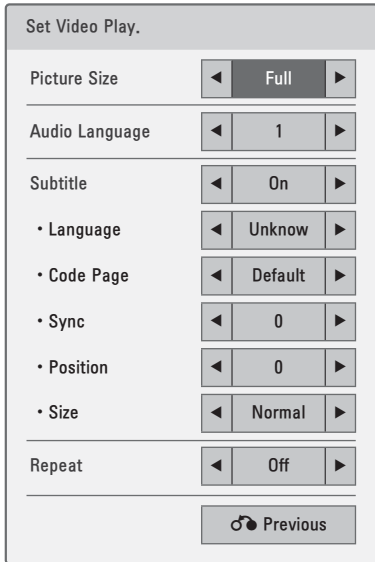 Set Video Play.
Picture Size ◀ Full ▶
Audio Language ◀ 1 ▶
Subtitle ◀ On ▶
• Language ◀ Unknow ▶
• Code Page ◀ Default ▶
• Sync ◀ 0 ▶
• Position ◀ 0 ▶
• Size ◀ Normal ▶
Repeat ◀ Off ▶
Previous